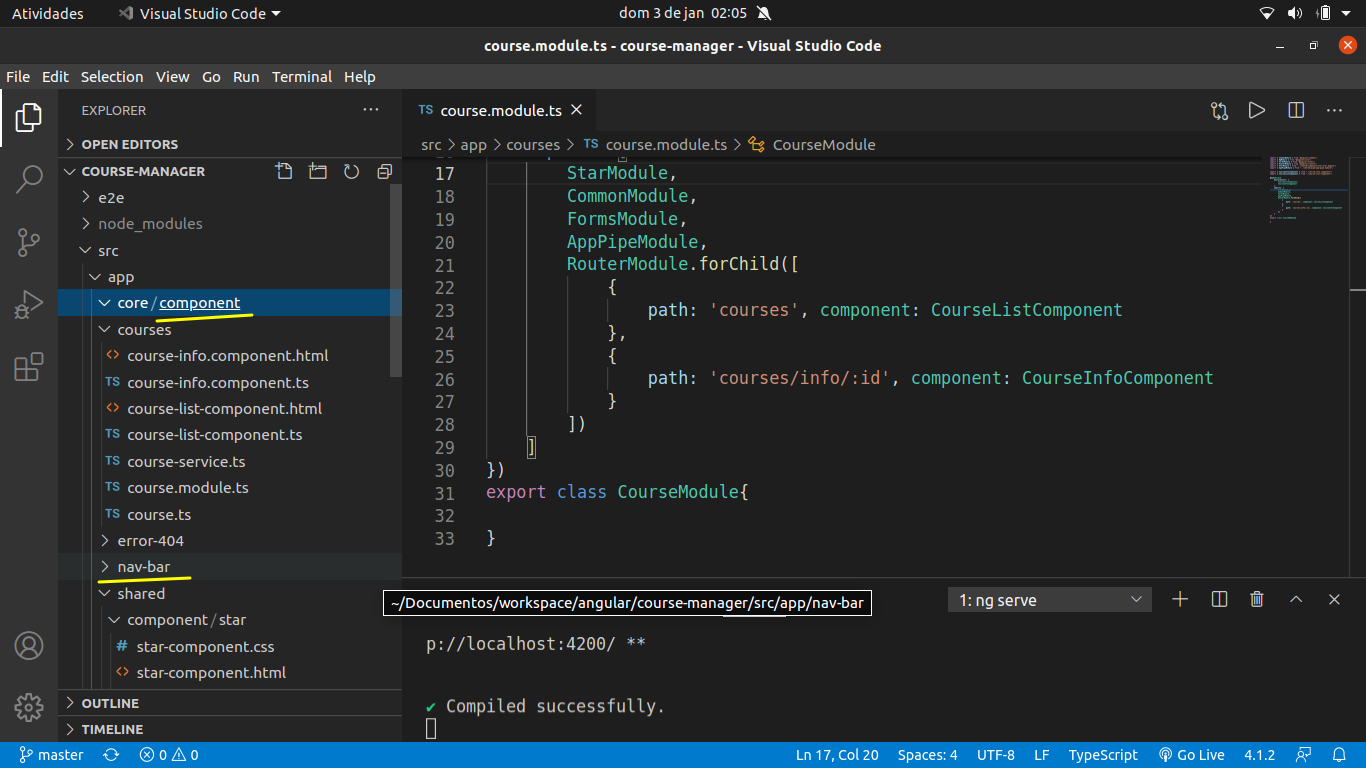 Atividades
Visual Studio Code
dom 3 de jan 02:05
course.module.ts - course-manager - Visual Studio Code
File Edit Selection View Go Run Terminal Help
EXPLORER
OPEN EDITORS
COURSE-MANAGER
e2e
node_modules
src
app
core / component
courses
course-info.component.html
TS course-info.component.ts
course-list-component.html
TS course-list-component.ts
TS course-service.ts
TS course.module.ts
TS course.ts
error-404
nav-bar
shared
component / star
# star-component.css
star-component.html
OUTLINE
TIMELINE
TS course.module.ts
src > app > courses > TS course.module.ts > CourseModule
17 StarModule,
18 CommonModule,
19 FormsModule,
20 AppPipeModule,
21 RouterModule.forChild([
22 {
23 path: 'courses', component: CourseListComponent
24 },
25 {
26 path: 'courses/info/:id', component: CourseInfoComponent
27 }
28 ])
29 ]
30 })
31 export class CourseModule{
32
33 }
~/Documentos/workspace/angular/course-manager/src/app/nav-bar
1: ng serve
p://localhost:4200/ **
✔ Compiled successfully.
master
0 0
Ln 17, Col 20 Spaces: 4 UTF-8 LF TypeScript Go Live 4.1.2